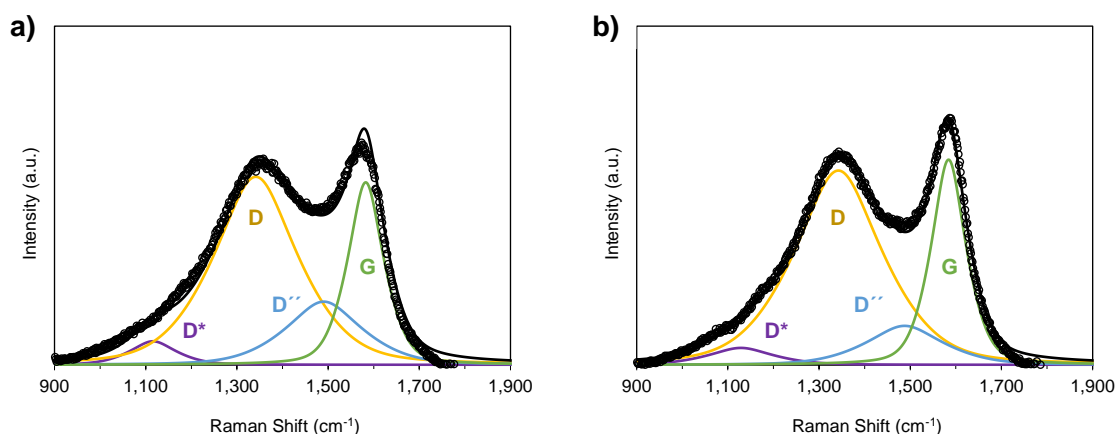 a)
Intensity (a.u.)
D
G
D´´
D*
900 1,100 1,300 1,500 1,700 1,900
Raman Shift (cm-1)
b)
Intensity (a.u.)
D
G
D´´
D*
900 1,100 1,300 1,500 1,700 1,900
Raman Shift (cm-1)